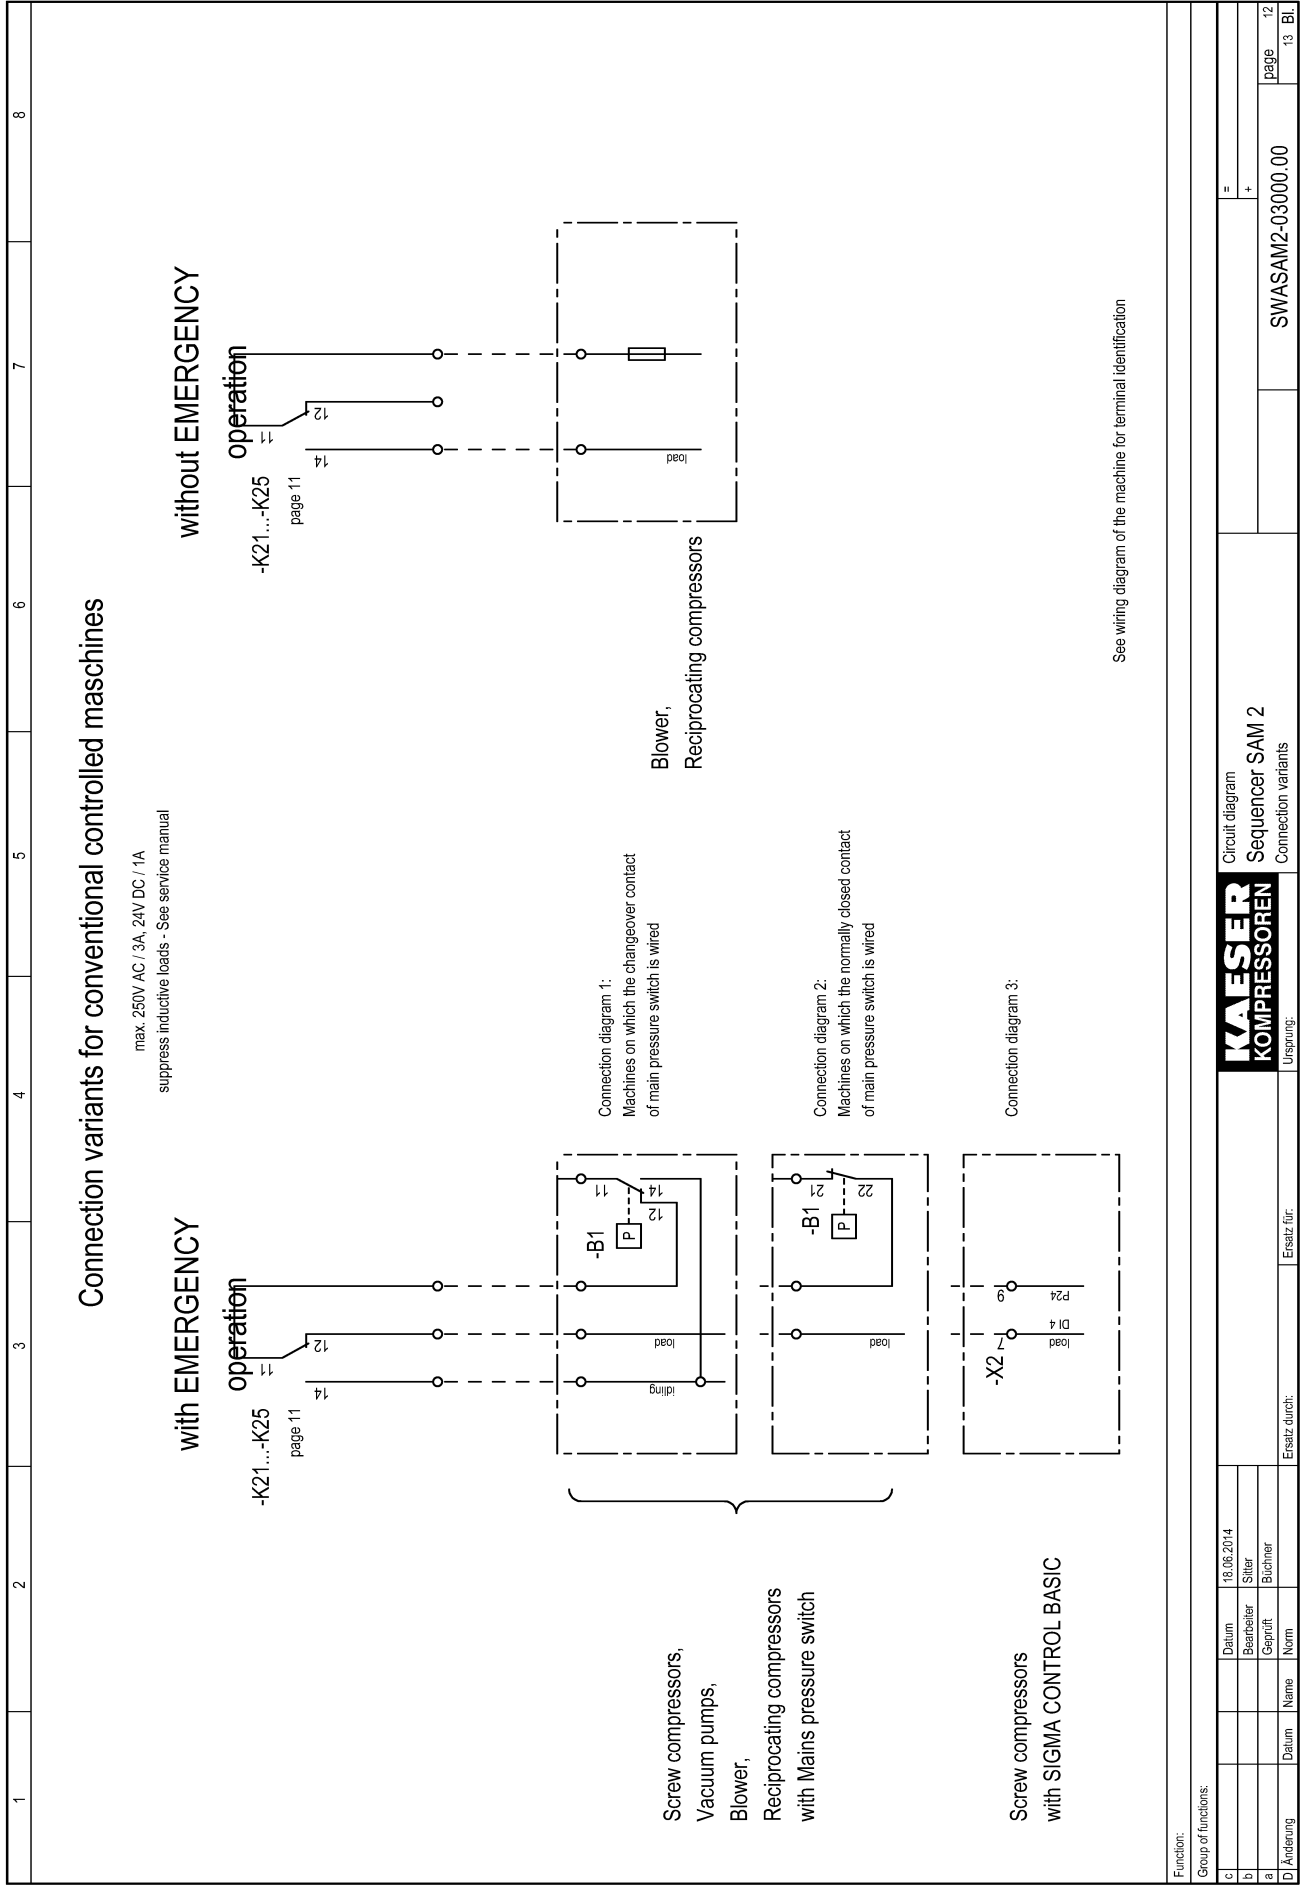 1 2 3 4 5 6 7 8
Connection variants for conventional controlled maschines
max. 250V AC / 3A, 24V DC / 1A
suppress inductive loads - See service manual
with EMERGENCY
operation
-K21...-K25
page 11
11
12
14
without EMERGENCY
operation
-K21...-K25
page 11
11
12
14
load
Blower,
Reciprocating compressors
Screw compressors,
Vacuum pumps,
Blower,
Reciprocating compressors
with Mains pressure switch
idling
load
-B1
P
11
12
14
Connection diagram 1:
Machines on which the changeover contact
of main pressure switch is wired
load
-B1
P
21
22
Connection diagram 2:
Machines on which the normally closed contact
of main pressure switch is wired
Screw compressors
with SIGMA CONTROL BASIC
-X2
7
9
load
DI 4
P24
Connection diagram 3:
See wiring diagram of the machine for terminal identification
Function:
Group of functions:
c
b
a
D Änderung Datum Name
Datum 18.06.2014
Bearbeiter Sitter
Geprüft Büchner
Norm
Ersatz durch:
Ersatz für:
Ursprung:
KAESER
KOMPRESSOREN
Circuit diagram
Sequencer SAM 2
Connection variants
=
+
SWASAM2-03000.00
page 12
13 Bl.